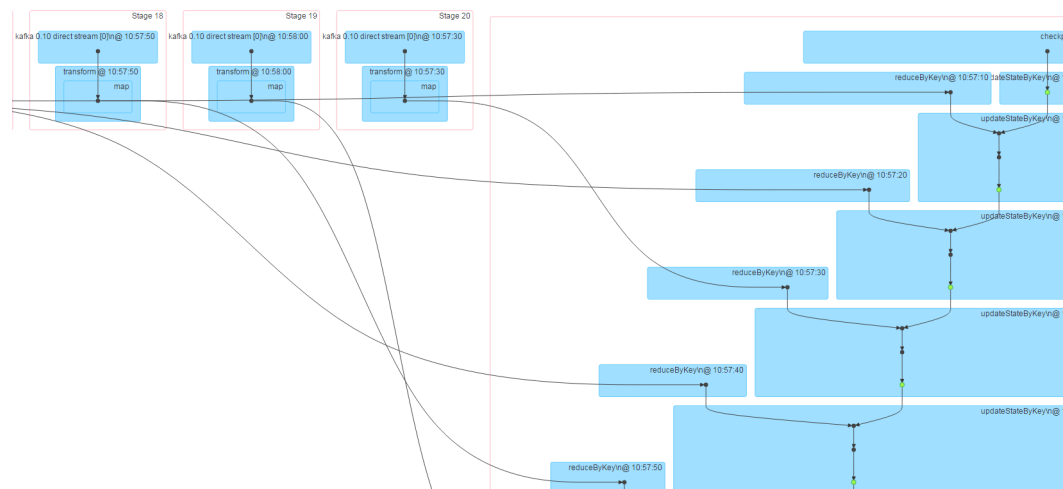 Stage 18
kafka 0.10 direct stream [0]\n@ 10:57:50
transform @ 10:57:50
map
Stage 19
kafka 0.10 direct stream [0]\n@ 10:58:00
transform @ 10:58:00
map
Stage 20
kafka 0.10 direct stream [0]\n@ 10:57:30
transform @ 10:57:30
map
checkp
reduceByKey\n@ 10:57:10
dateStateByKey\n@
updateStateByKey\n@
reduceByKey\n@ 10:57:20
updateStateByKey\n@
reduceByKey\n@ 10:57:30
updateStateByKey\n@
reduceByKey\n@ 10:57:40
updateStateByKey\n@
reduceByKey\n@ 10:57:50